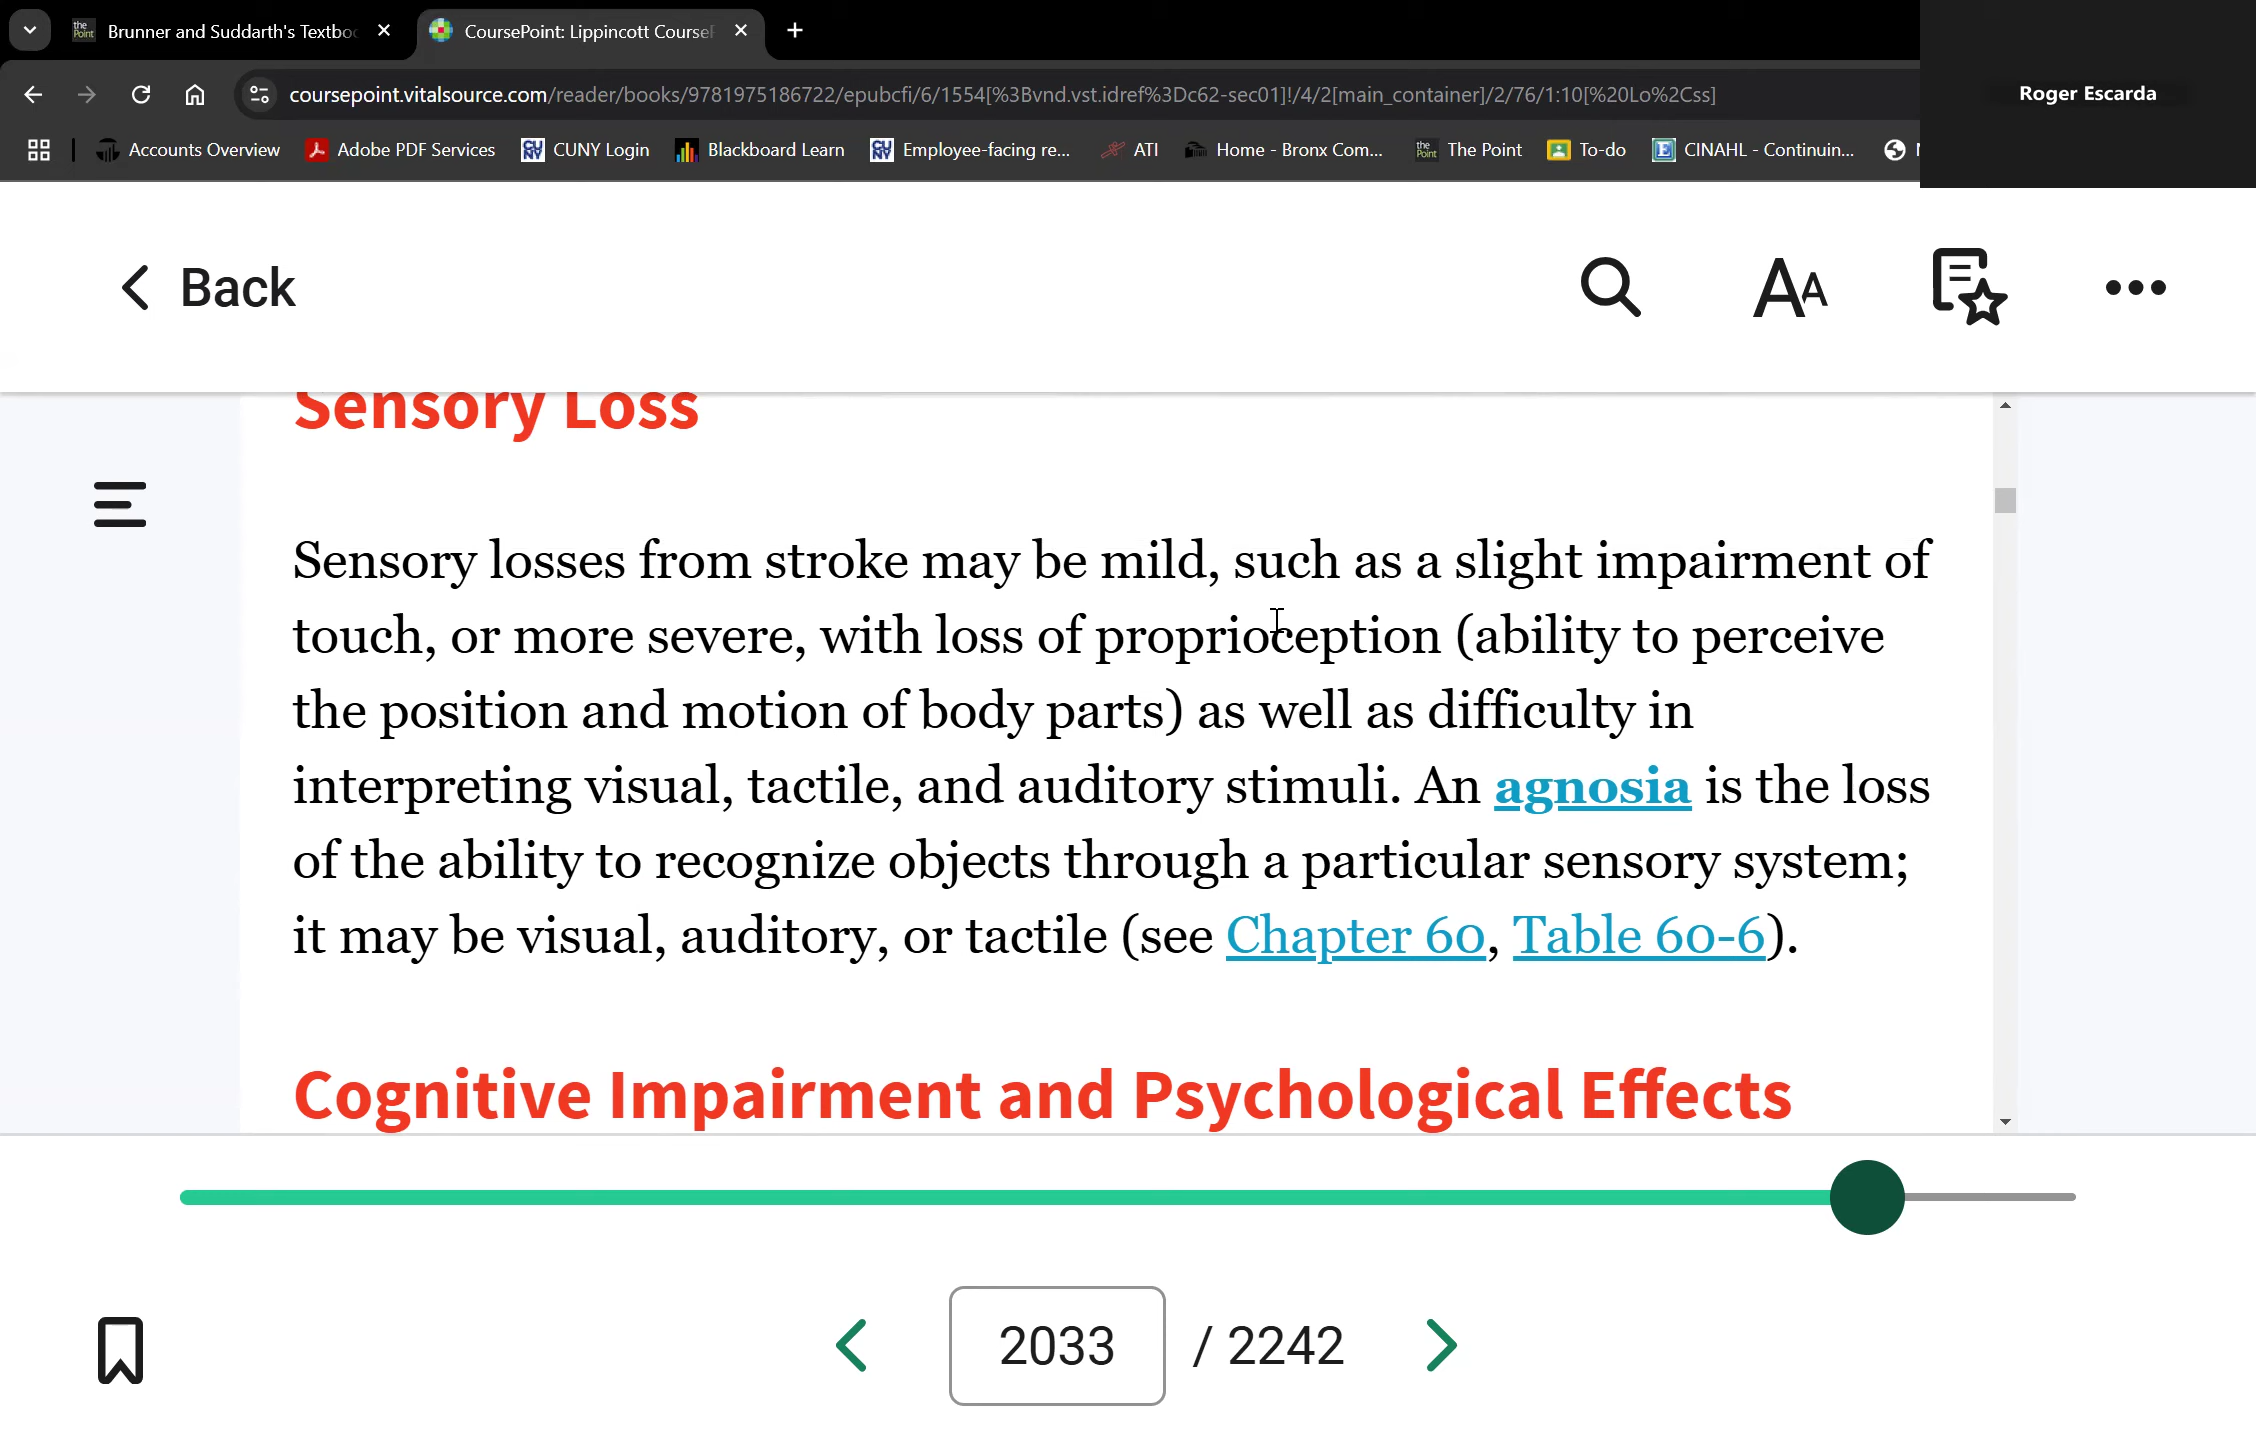 Brunner and Suddarth's Textbo
CoursePoint: Lippincott Course
coursepoint.vitalsource.com/reader/books/9781975186722/epubcfi/6/1554[%3Bvnd.vst.idref%3Dc62-sec01]!/4/2[main_container]/2/76/1:10[%20Lo%2Css]
Roger Escarda
Accounts Overview
Adobe PDF Services
CUNY Login
Blackboard Learn
Employee-facing re...
ATI
Home - Bronx Com...
the Point
The Point
To-do
CINAHL - Continuin...
Back
Sensory Loss
Sensory losses from stroke may be mild, such as a slight impairment of
touch, or more severe, with loss of proprioception (ability to perceive
the position and motion of body parts) as well as difficulty in
interpreting visual, tactile, and auditory stimuli. An agnosia is the loss
of the ability to recognize objects through a particular sensory system;
it may be visual, auditory, or tactile (see Chapter 60, Table 60-6).
Cognitive Impairment and Psychological Effects
2033 / 2242